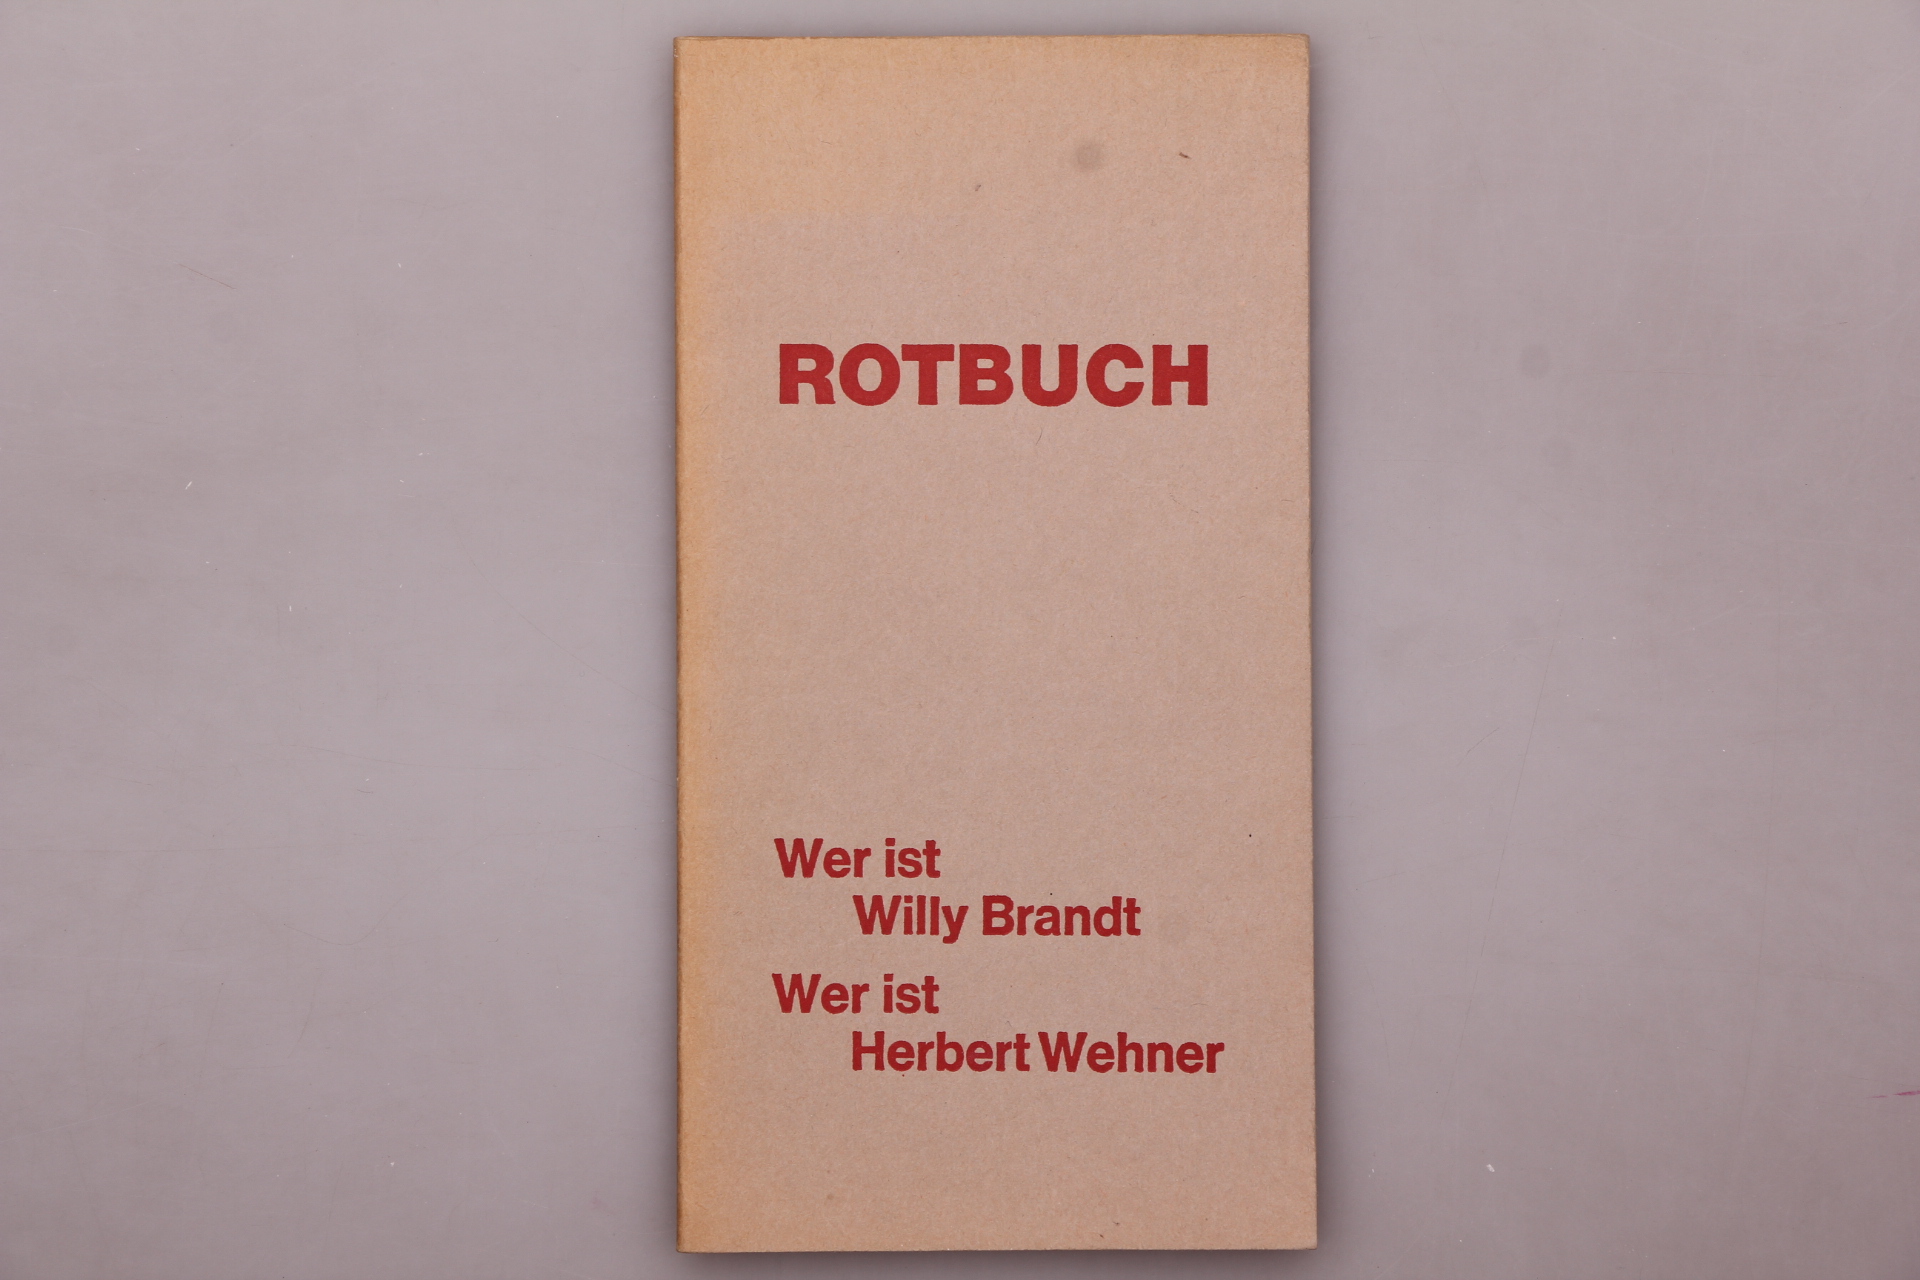 ROTBUCH
Wer ist
Willy Brandt
Wer ist
Herbert Wehner